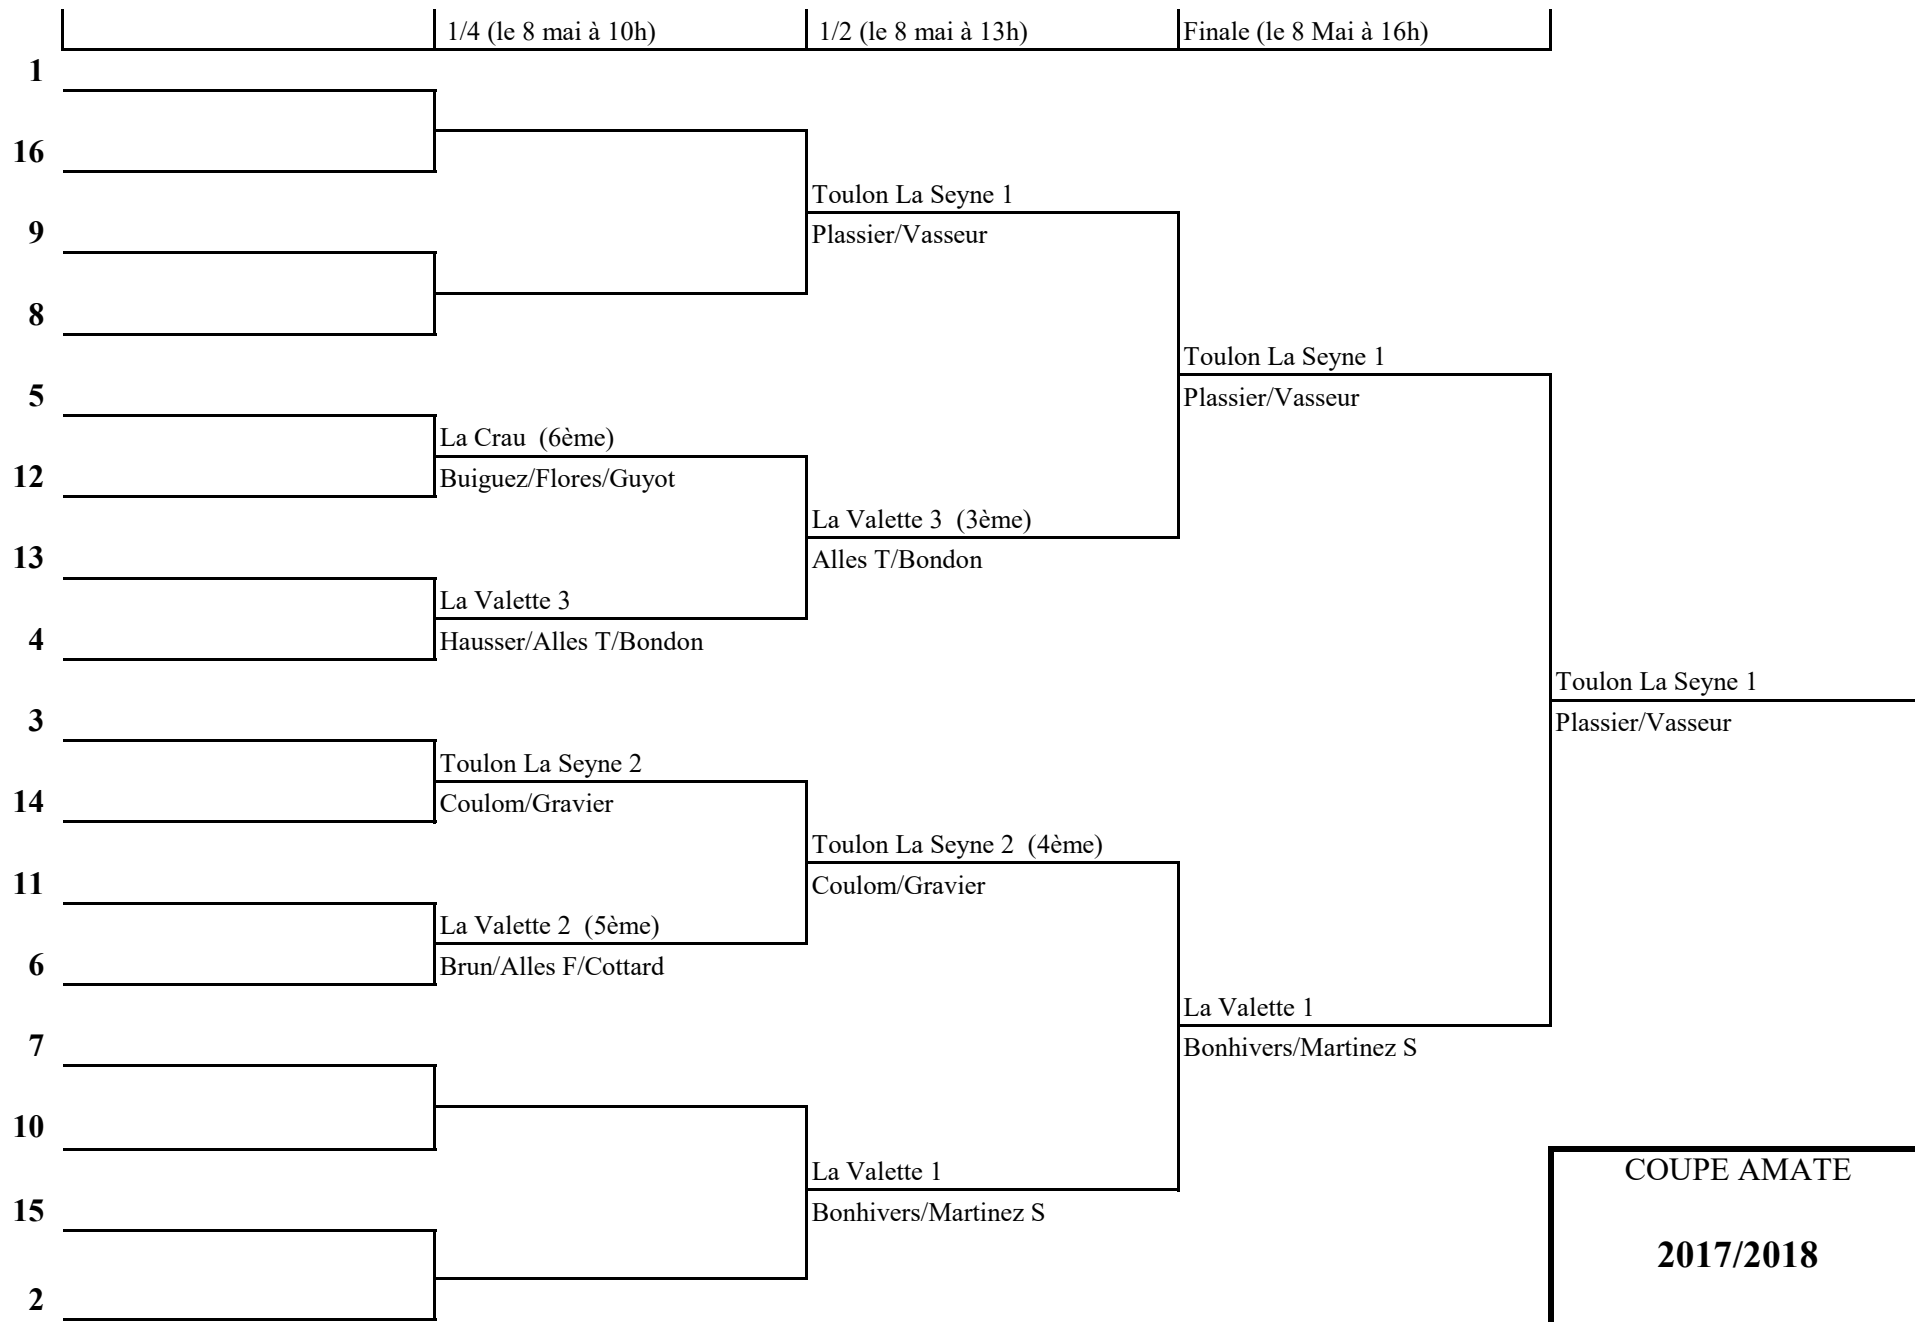 1/4 (le 8 mai à 10h)
1/2 (le 8 mai à 13h)
Finale (le 8 Mai à 16h)
1
16
Toulon La Seyne 1
9
Plassier/Vasseur
8
Toulon La Seyne 1
5
Plassier/Vasseur
La Crau (6ème)
12
Buiguez/Flores/Guyot
La Valette 3 (3ème)
13
Alles T/Bondon
La Valette 3
4
Hausser/Alles T/Bondon
Toulon La Seyne 1
3
Plassier/Vasseur
Toulon La Seyne 2
14
Coulom/Gravier
Toulon La Seyne 2 (4ème)
11
Coulom/Gravier
La Valette 2 (5ème)
6
Brun/Alles F/Cottard
La Valette 1
7
Bonhivers/Martinez S
10
La Valette 1
COUPE AMATE
15
Bonhivers/Martinez S
2017/2018
2